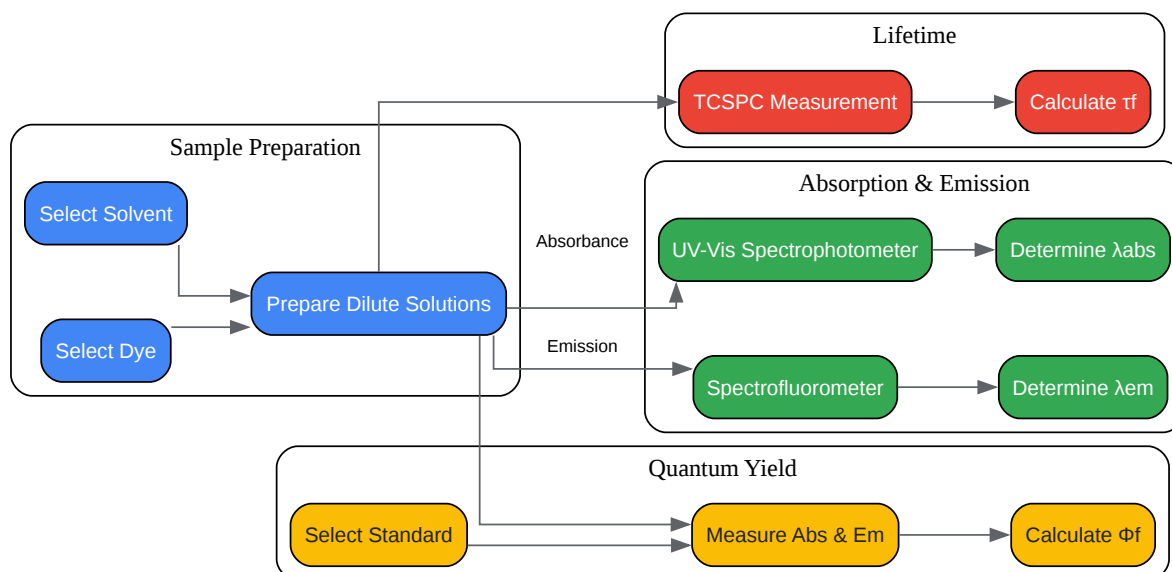 Lifetime
TCSPC Measurement
Calculate τf
Sample Preparation
Select Solvent
Select Dye
Prepare Dilute Solutions
Absorbance
Emission
Absorption & Emission
UV-Vis Spectrophotometer
Determine λabs
Spectrofluorometer
Determine λem
Quantum Yield
Select Standard
Measure Abs & Em
Calculate Φf